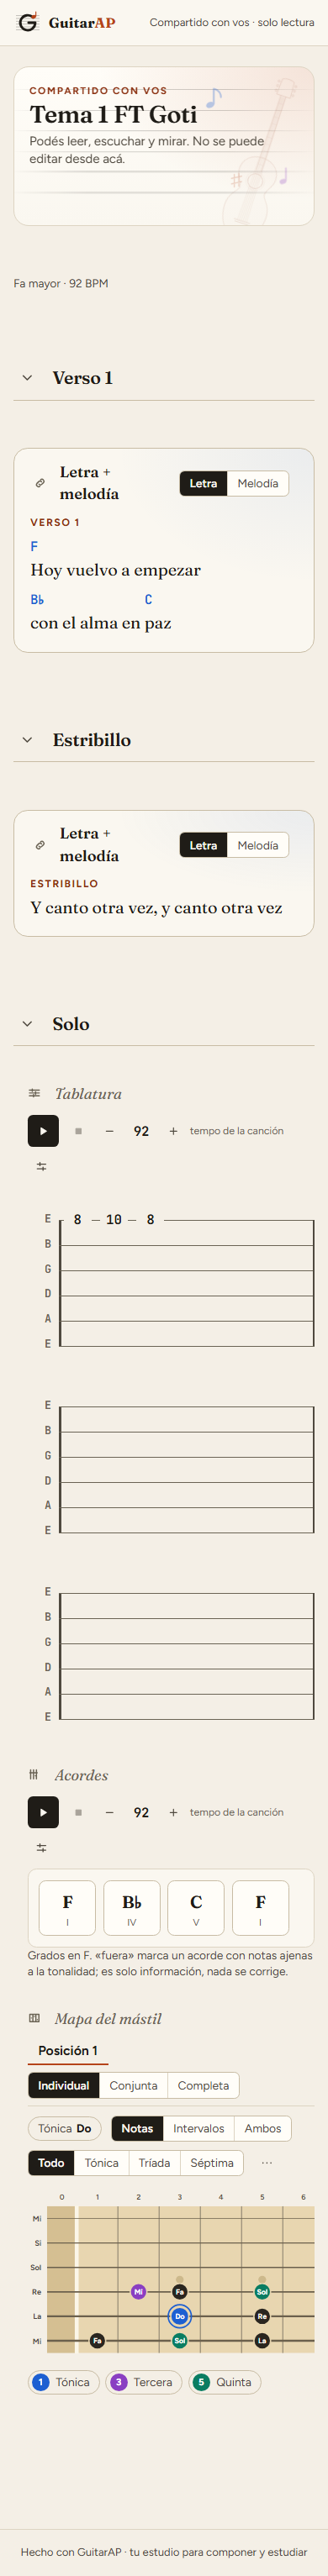 GuitarAP
Compartido con vos · solo lectura
COMPARTIDO CON VOS
Tema 1 FT Goti
Podés leer, escuchar y mirar. No se puede
editar desde acá.
Fa mayor · 92 BPM
Verso 1
Letra +
melodía
Letra Melodía
VERSO 1
F
Hoy vuelvo a empezar
B♭ C
con el alma en paz
Estribillo
Letra +
melodía
Letra Melodía
ESTRIBILLO
Y canto otra vez, y canto otra vez
Solo
Tablatura
− 92 + tempo de la canción
E 8 10 8
B
G
D
A
E
E
B
G
D
A
E
E
B
G
D
A
E
Acordes
− 92 + tempo de la canción
F B♭ C F
I IV V I
Grados en F. «fuera» marca un acorde con notas ajenas
a la tonalidad; es solo información, nada se corrige.
Mapa del mástil
Posición 1
Individual Conjunta Completa
Tónica Do Notas Intervalos Ambos
Todo Tónica Tríada Séptima ···
0 1 2 3 4 5 6
Mi
Si
Sol
Re Mi Fa Sol
La Do Re
Mi Fa Sol La
1 Tónica 3 Tercera 5 Quinta
Hecho con GuitarAP · tu estudio para componer y estudiar